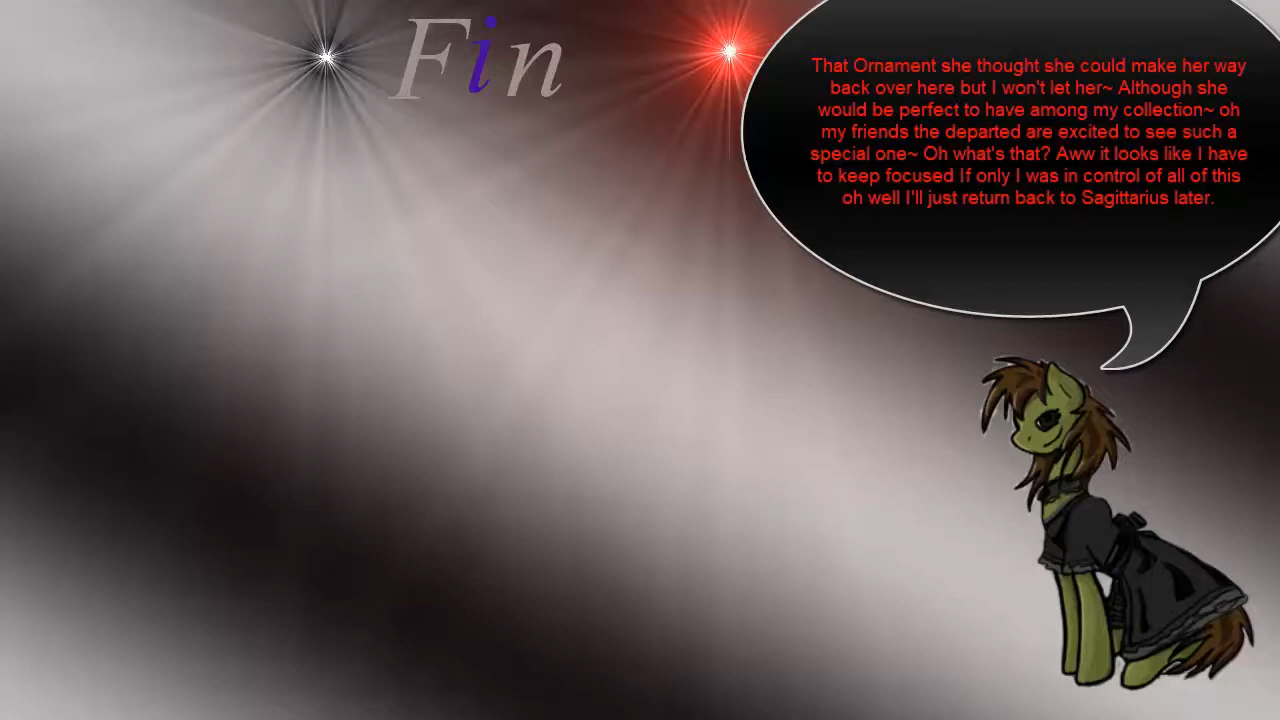 Fin
That Ornament she thought she could make her way
back over here but I won't let her~ Although she
would be perfect to have among my collection~ oh
my friends the departed are excited to see such a
special one~ Oh what's that? Aww it looks like I have
to keep focused If only I was in control of all of this
oh well I'll just return back to Sagittarius later.